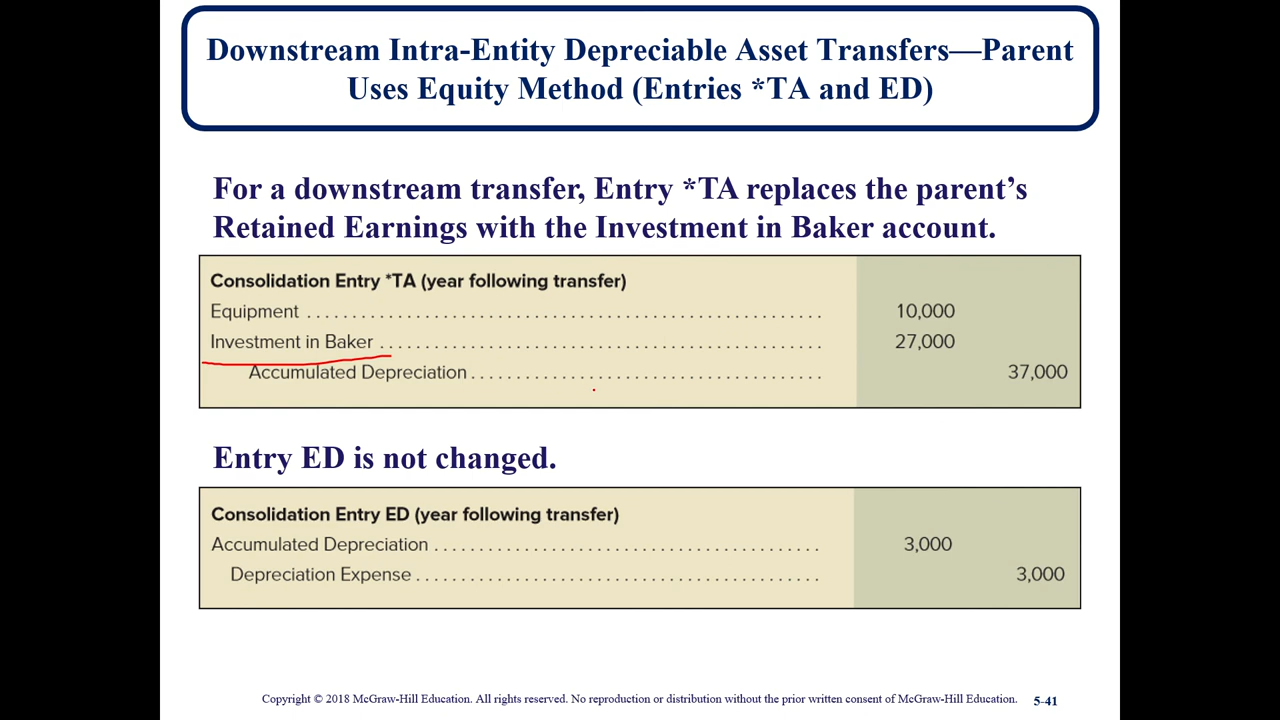 Downstream Intra-Entity Depreciable Asset Transfers—Parent
Uses Equity Method (Entries *TA and ED)
For a downstream transfer, Entry *TA replaces the parent’s
Retained Earnings with the Investment in Baker account.
Consolidation Entry *TA (year following transfer)
Equipment 10,000
Investment in Baker 27,000
Accumulated Depreciation 37,000
Entry ED is not changed.
Consolidation Entry ED (year following transfer)
Accumulated Depreciation 3,000
Depreciation Expense 3,000
Copyright © 2018 McGraw-Hill Education. All rights reserved. No reproduction or distribution without the prior written consent of McGraw-Hill Education. 5-41